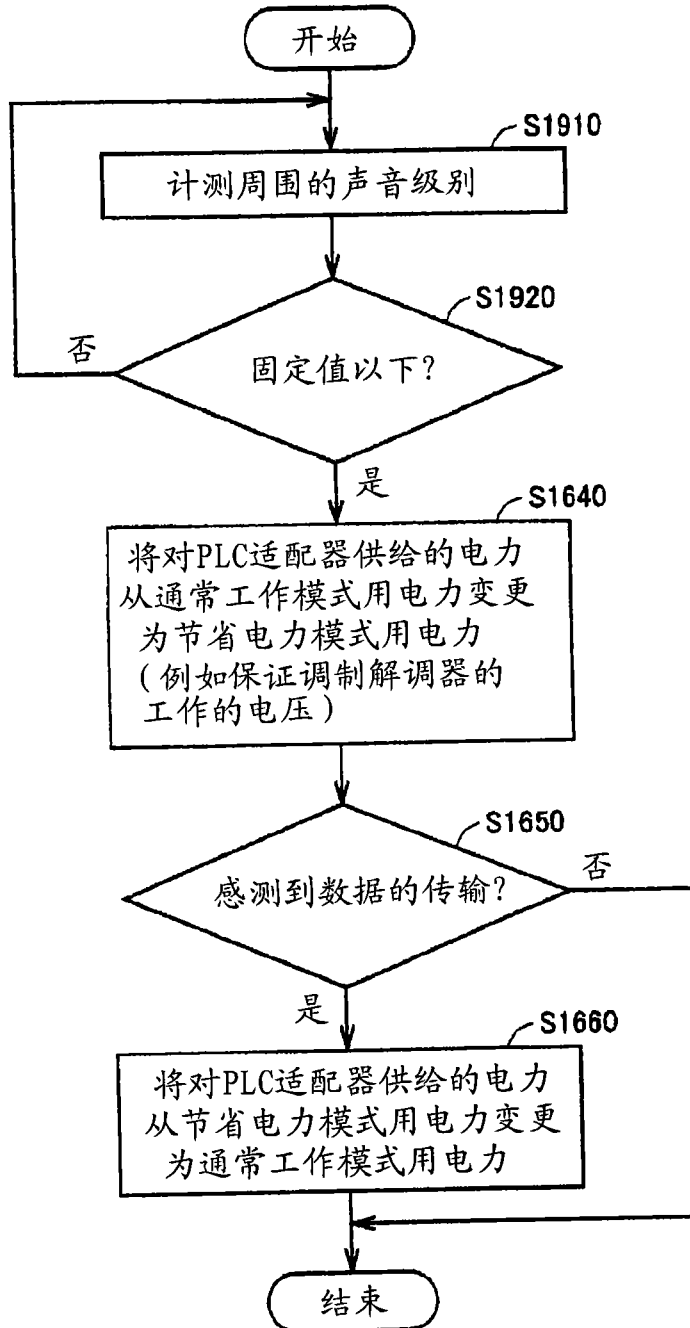 开始
S1910
计测周围的声音级别
S1920
固定值以下?
否
是
S1640
将对PLC适配器供给的电力
从通常工作模式用电力变更
为节省电力模式用电力
(例如保证调制解调器的
工作的电压)
S1650
感测到数据的传输?
否
是
S1660
将对PLC适配器供给的电力
从节省电力模式用电力变更
为通常工作模式用电力
结束